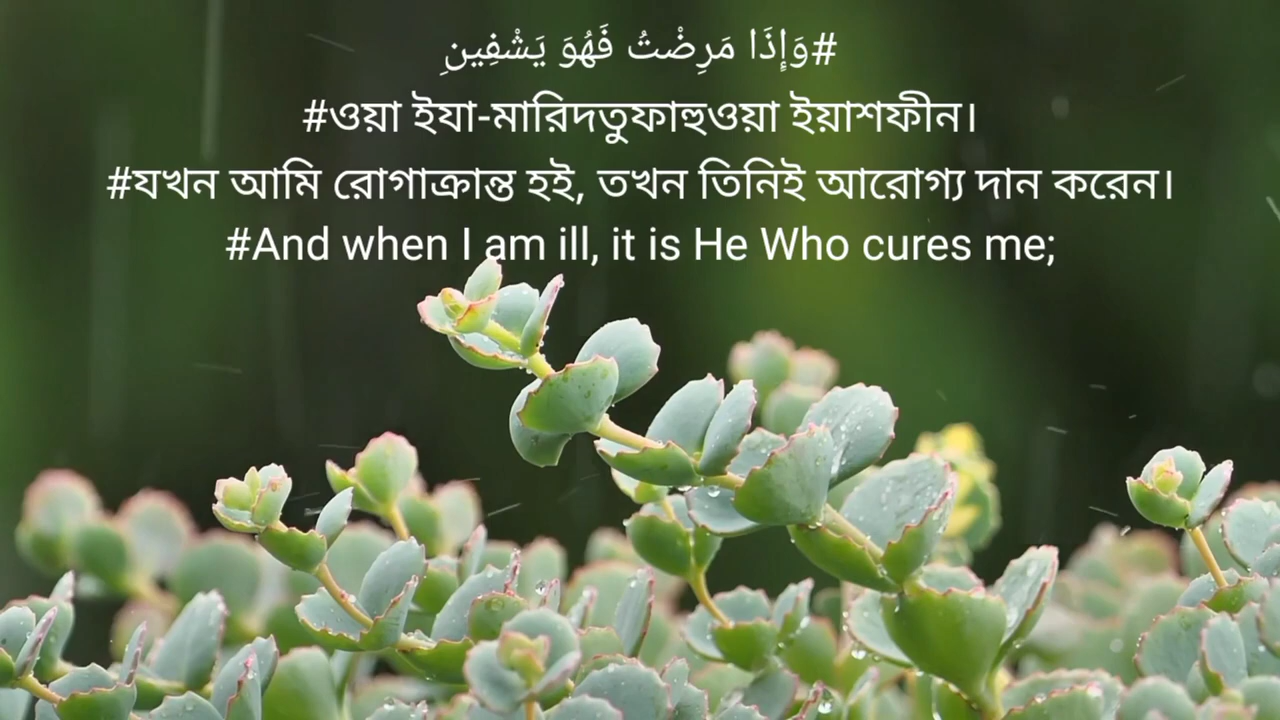 #وَإِذَا مَرِضْتُ فَهُوَ يَشْفِينِ
#ওয়া ইযা-মারিদতুফাহুওয়া ইয়াশফীন।
#যখন আমি রোগাক্রান্ত হই, তখন তিনিই আরোগ্য দান করেন।
#And when I am ill, it is He Who cures me;